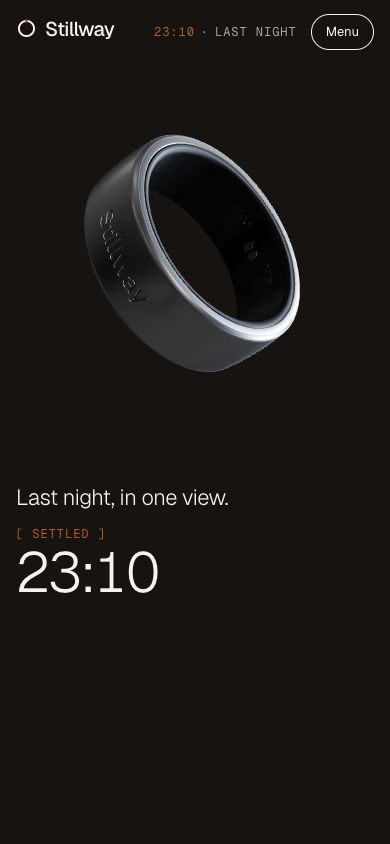 Stillway
23:10 · LAST NIGHT
Menu
Stillway
Last night, in one view.
[ SETTLED ]
23:10